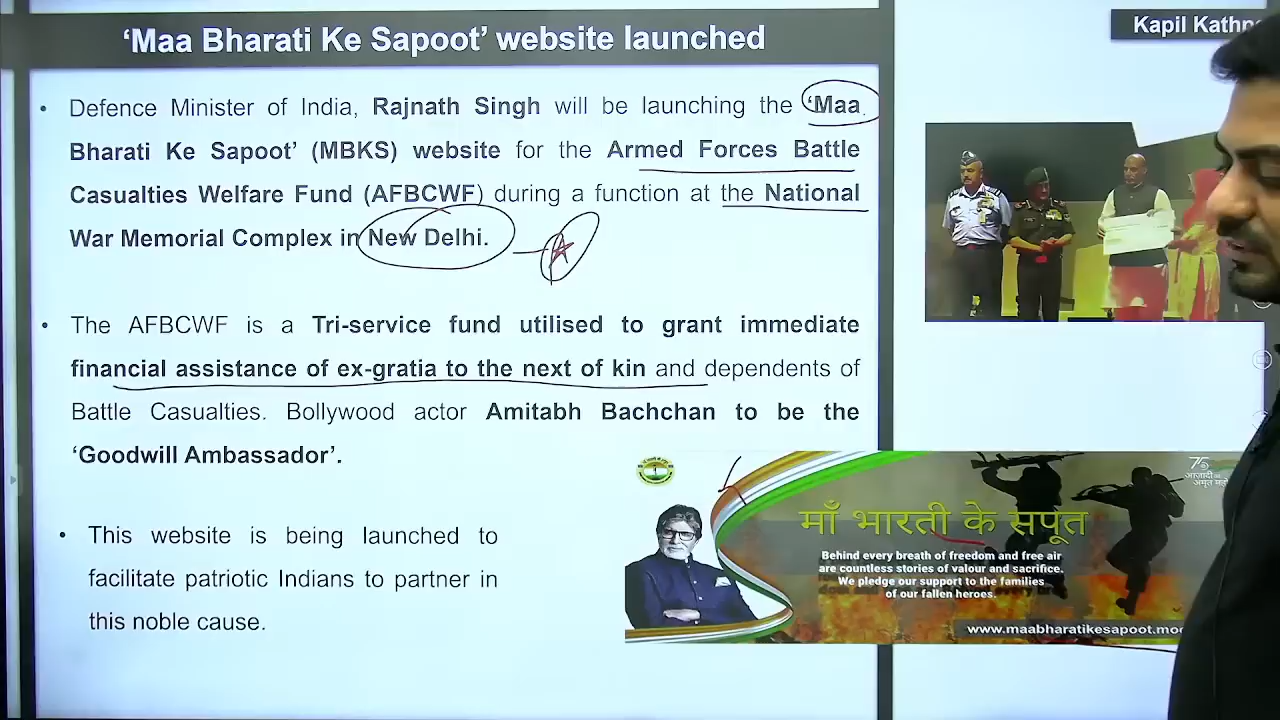 ‘Maa Bharati Ke Sapoot’ website launched
Kapil
• Defence Minister of India, Rajnath Singh will be launching the ‘Maa
Bharati Ke Sapoot’ (MBKS) website for the Armed Forces Battle
Casualties Welfare Fund (AFBCWF) during a function at the National
War Memorial Complex in New Delhi.
• The AFBCWF is a Tri-service fund utilised to grant immediate
financial assistance of ex-gratia to the next of kin and dependents of
Battle Casualties. Bollywood actor Amitabh Bachchan to be the
‘Goodwill Ambassador’.
• This website is being launched to
facilitate patriotic Indians to partner in
this noble cause.
75
आज़ादी का
अमृत
माँ भारती के सपूत
Behind every breath of freedom and free air
are countless stories of valour and sacrifice.
We pledge our support to the families
of our fallen heroes.
www.maabharatikesapoot.mod